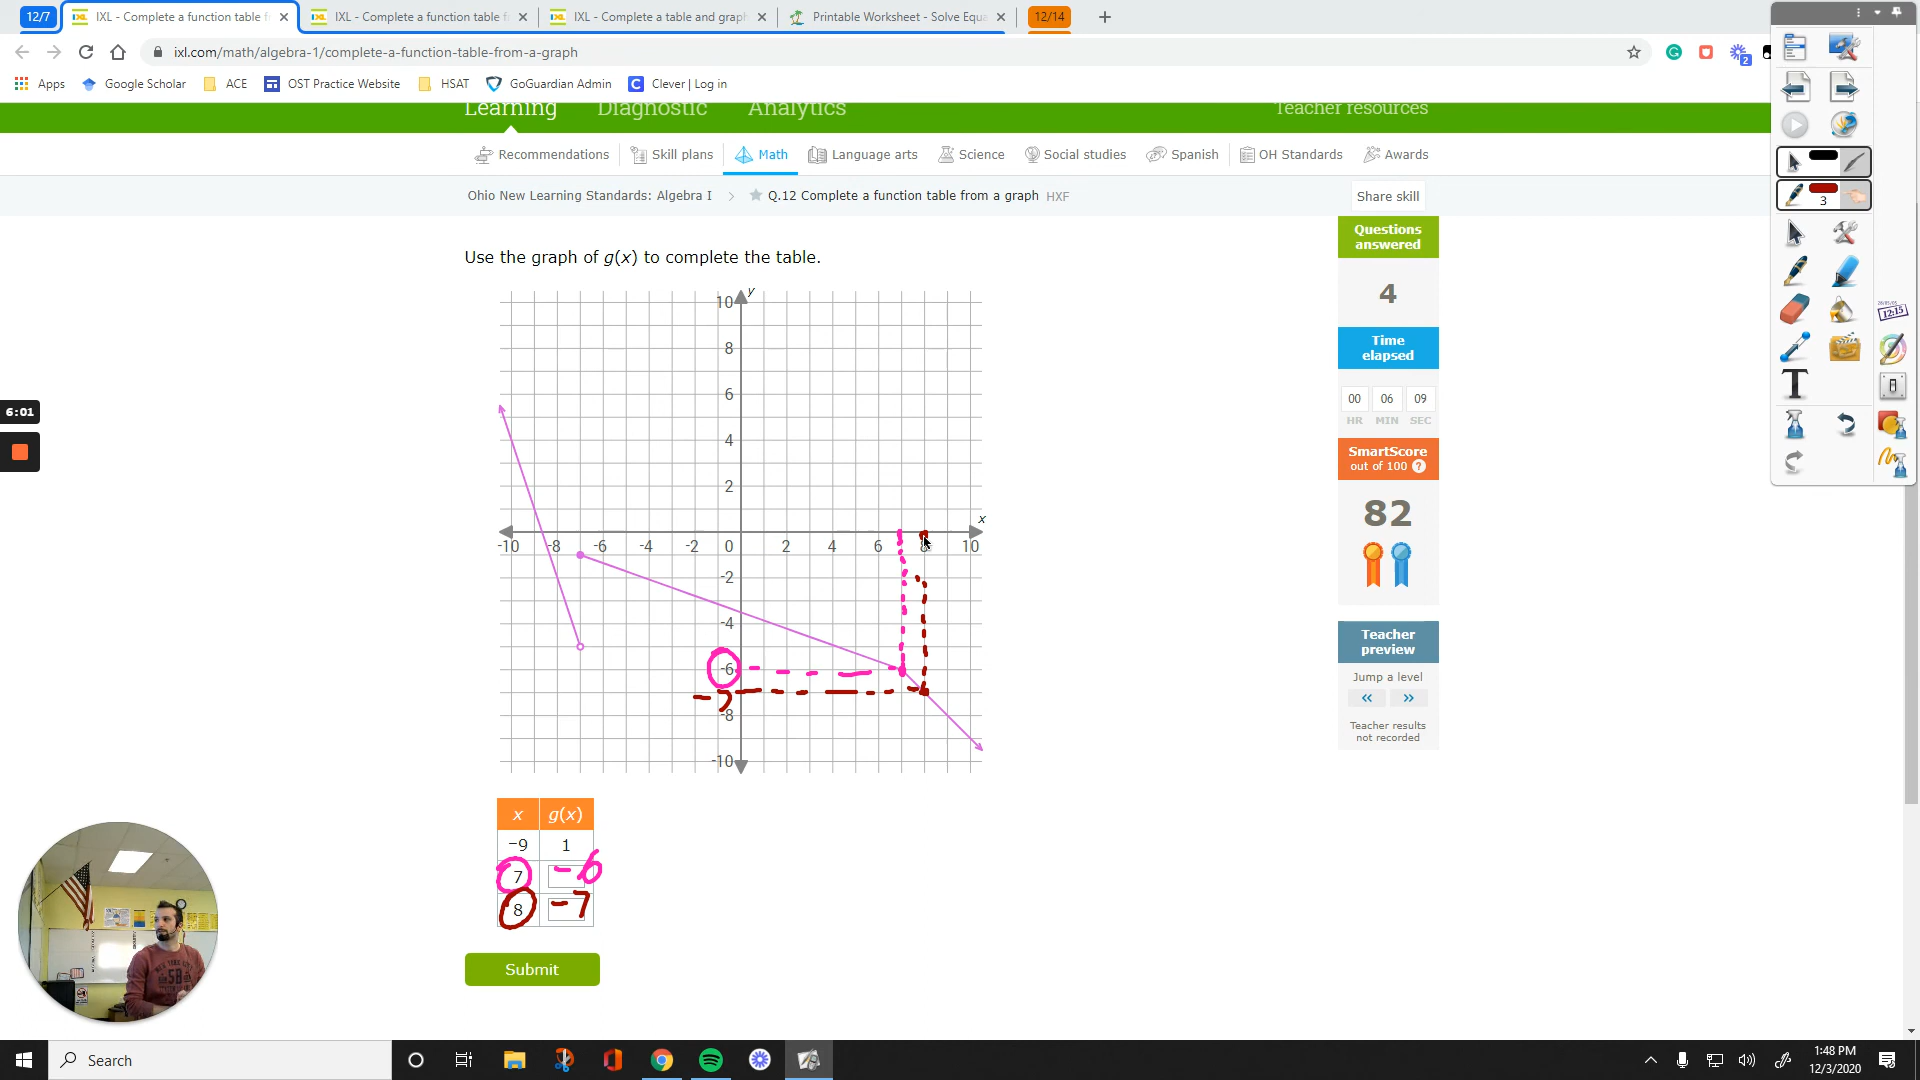 12/7
IXL - Complete a function table f
IXL - Complete a function table f
IXL - Complete a table and graph
Printable Worksheet - Solve Equa
12/14
ixl.com/math/algebra-1/complete-a-function-table-from-a-graph
2
Apps
Google Scholar
ACE
OST Practice Website
HSAT
GoGuardian Admin
Clever | Log in
Learning
Diagnostic
Analytics
Teacher resources
Recommendations
Skill plans
Math
Language arts
Science
Social studies
Spanish
OH Standards
Awards
3
Ohio New Learning Standards: Algebra I
Q.12 Complete a function table from a graph HXF
Share skill
Questions answered
4
Time elapsed
00 06 09
HR MIN SEC
SmartScore
out of 100 ?
82
Teacher preview
Jump a level
<< >>
Teacher results not recorded
12:15
T
6:01
Use the graph of g(x) to complete the table.
y
10
8
6
4
2
x
-10 -8 -6 -4 -2 0 2 4 6 8 10
-2
-4
-6
-7
-8
-10
x g(x)
−9 1
7 -6
8 -7
Submit
Search
1:48 PM
12/3/2020